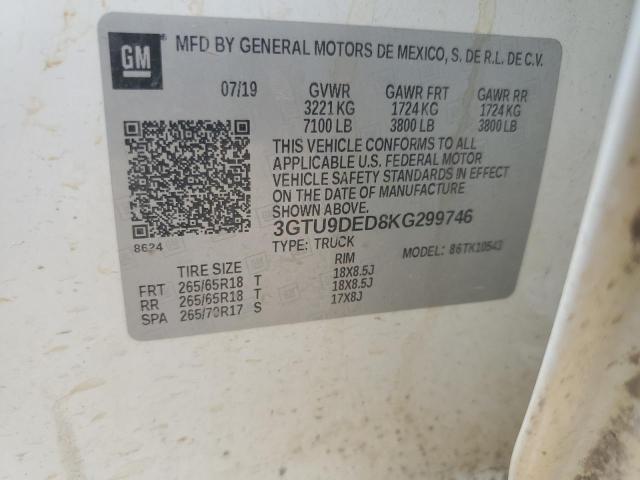 GM MFD BY GENERAL MOTORS DE MEXICO, S. DE R.L. DE C.V.
07/19 GVWR GAWR FRT GAWR RR
3221 KG 1724 KG 1724 KG
7100 LB 3800 LB 3800 LB
THIS VEHICLE CONFORMS TO ALL
APPLICABLE U.S. FEDERAL MOTOR
VEHICLE SAFETY STANDARDS IN EFFECT
ON THE DATE OF MANUFACTURE
SHOWN ABOVE.
3GTU9DED8KG299746
8624
TYPE: TRUCK MODEL: 86TK10543
TIRE SIZE RIM
FRT 265/65R18 T 18X8.5J
RR 265/65R18 T 18X8.5J
SPA 265/70R17 S 17X8J